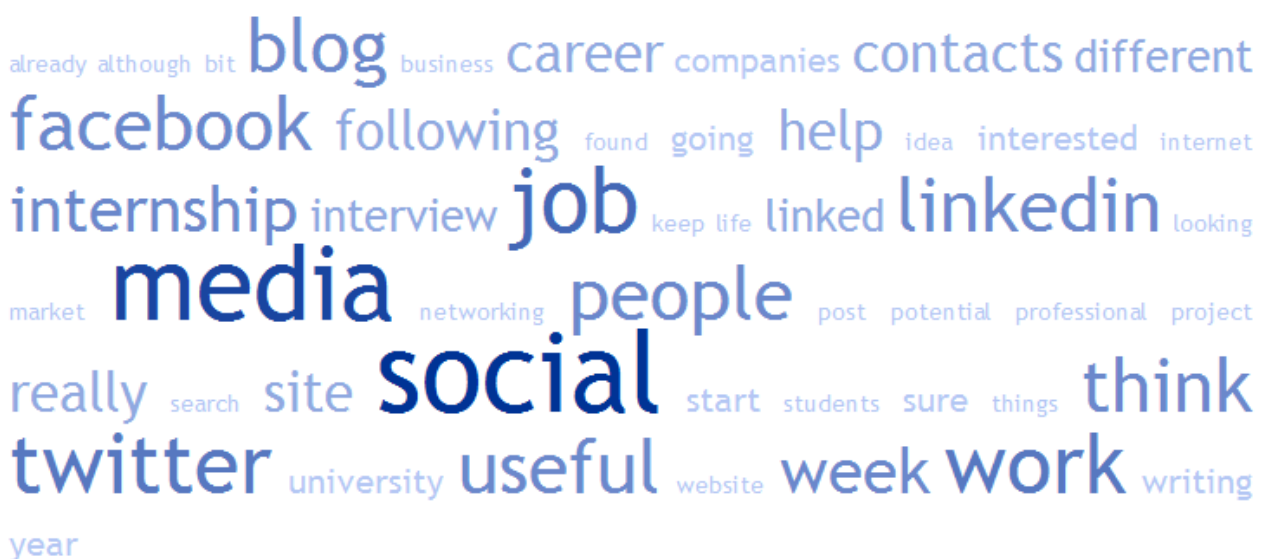 already although bit blog business career companies contacts different
facebook following found going help idea interested internet
internship interview job keep life linked linkedin looking
market media networking people post potential professional project
really search site social start students sure things think
twitter university useful website week work writing
year